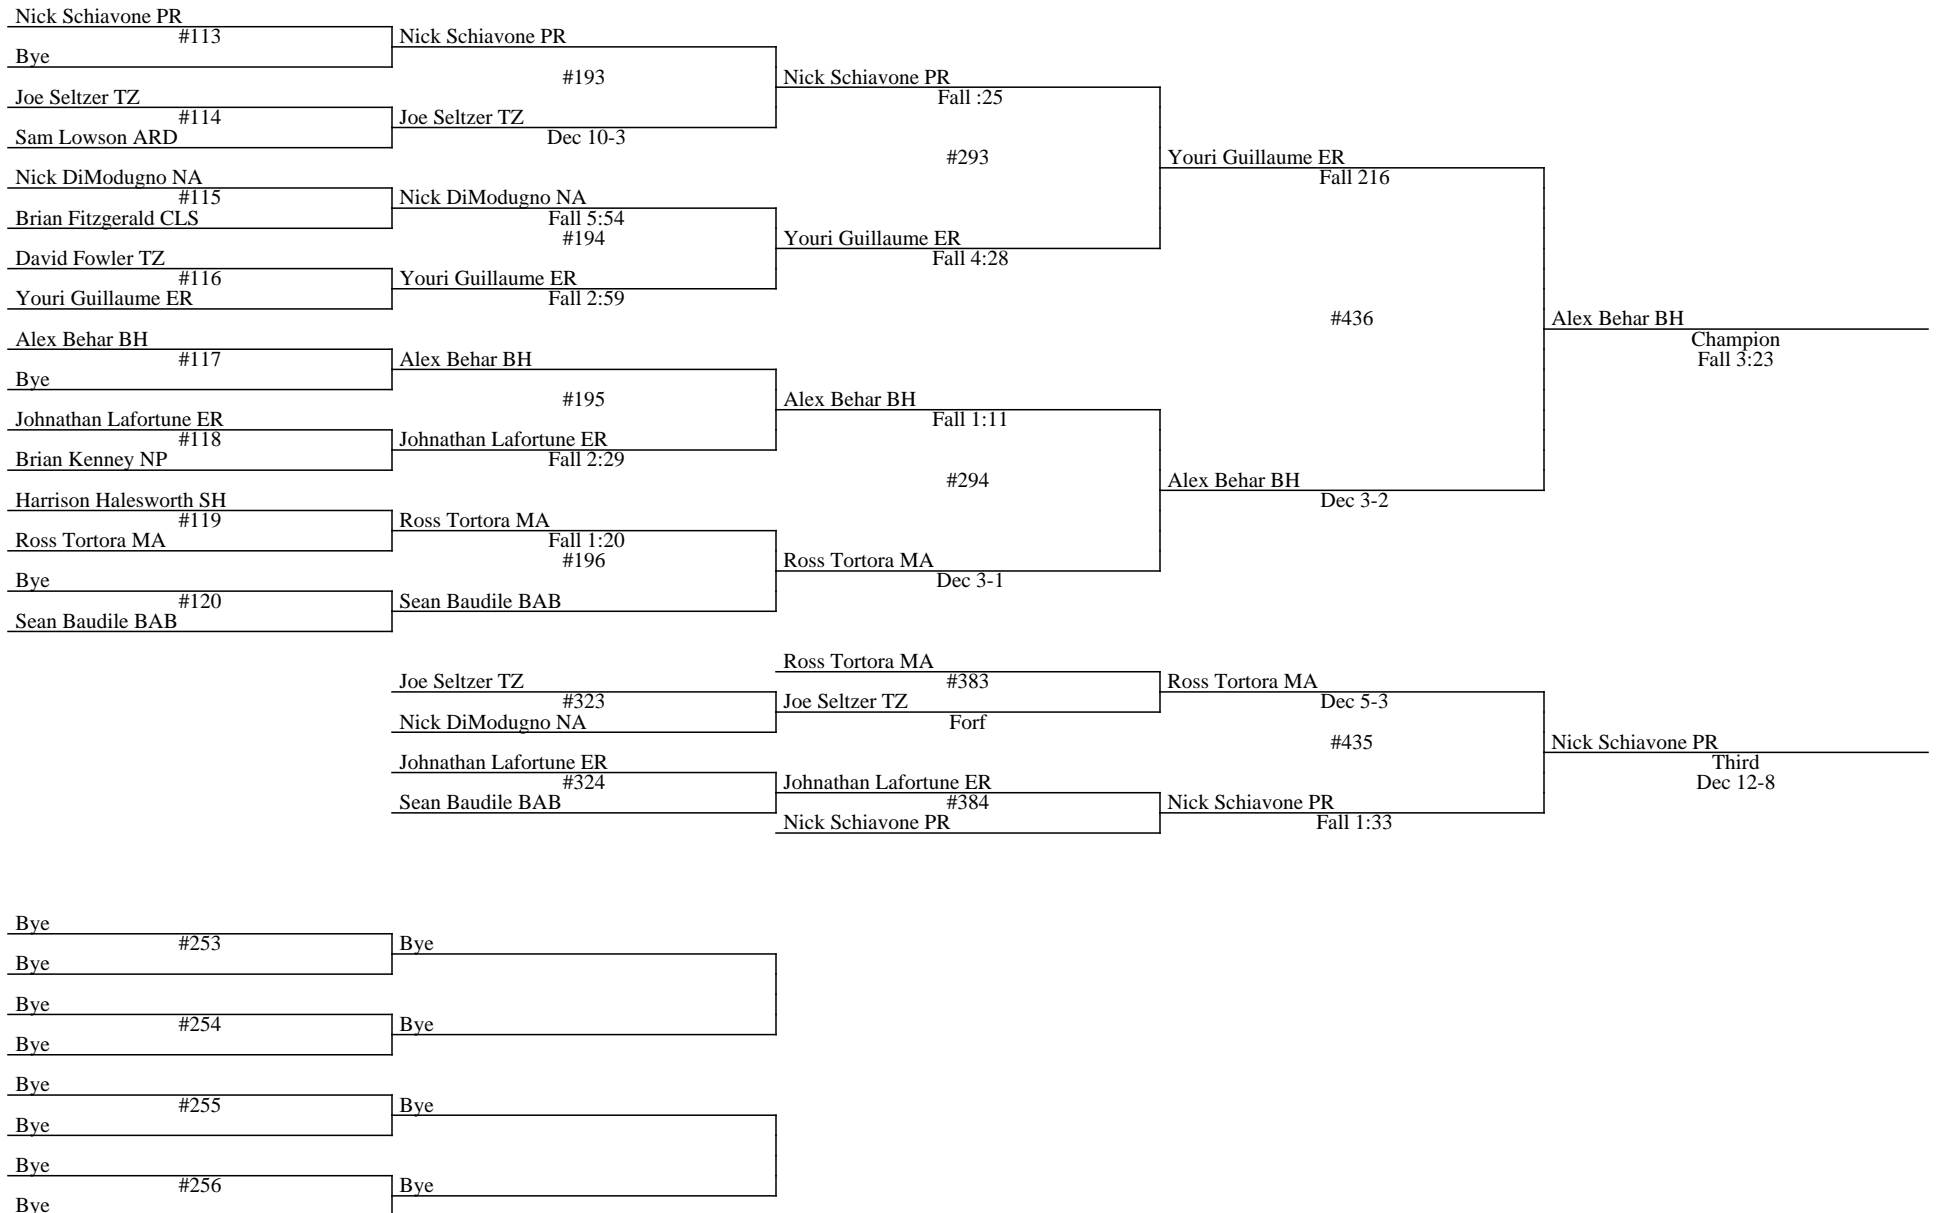 Nick Schiavone PR
#113
Bye
Nick Schiavone PR
#193
Joe Seltzer TZ
#114
Sam Lowson ARD
Joe Seltzer TZ
Dec 10-3
Nick Schiavone PR
Fall :25
#293
Nick DiModugno NA
#115
Brian Fitzgerald CLS
Nick DiModugno NA
Fall 5:54
#194
David Fowler TZ
#116
Youri Guillaume ER
Youri Guillaume ER
Fall 2:59
Youri Guillaume ER
Fall 4:28
Youri Guillaume ER
Fall 216
#436
Alex Behar BH
#117
Bye
Alex Behar BH
#195
Johnathan Lafortune ER
#118
Brian Kenney NP
Johnathan Lafortune ER
Fall 2:29
Alex Behar BH
Fall 1:11
#294
Harrison Halesworth SH
#119
Ross Tortora MA
Ross Tortora MA
Fall 1:20
#196
Bye
#120
Sean Baudile BAB
Sean Baudile BAB
Ross Tortora MA
Dec 3-1
Alex Behar BH
Dec 3-2
Alex Behar BH
Champion
Fall 3:23
Joe Seltzer TZ
#323
Nick DiModugno NA
Ross Tortora MA
#383
Joe Seltzer TZ
Forf
Ross Tortora MA
Dec 5-3
#435
Johnathan Lafortune ER
#324
Sean Baudile BAB
Johnathan Lafortune ER
#384
Nick Schiavone PR
Nick Schiavone PR
Fall 1:33
Nick Schiavone PR
Third
Dec 12-8
Bye
#253
Bye
Bye
Bye
#254
Bye
Bye
Bye
#255
Bye
Bye
Bye
#256
Bye
Bye